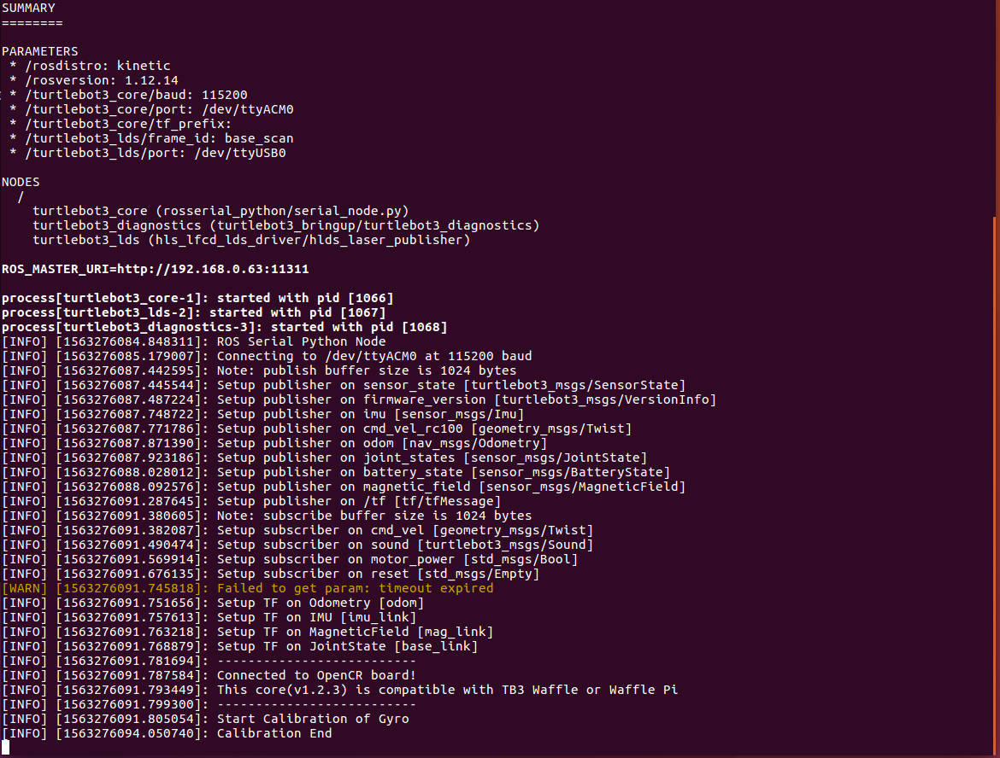 SUMMARY
========
PARAMETERS
* /rosdistro: kinetic
* /rosversion: 1.12.14
* /turtlebot3_core/baud: 115200
* /turtlebot3_core/port: /dev/ttyACM0
* /turtlebot3_core/tf_prefix:
* /turtlebot3_lds/frame_id: base_scan
* /turtlebot3_lds/port: /dev/ttyUSB0
NODES
/
turtlebot3_core (rosserial_python/serial_node.py)
turtlebot3_diagnostics (turtlebot3_bringup/turtlebot3_diagnostics)
turtlebot3_lds (hls_lfcd_lds_driver/hlds_laser_publisher)
ROS_MASTER_URI=http://192.168.0.63:11311
process[turtlebot3_core-1]: started with pid [1066]
process[turtlebot3_lds-2]: started with pid [1067]
process[turtlebot3_diagnostics-3]: started with pid [1068]
[INFO] [1563276084.848311]: ROS Serial Python Node
[INFO] [1563276085.179007]: Connecting to /dev/ttyACM0 at 115200 baud
[INFO] [1563276087.442595]: Note: publish buffer size is 1024 bytes
[INFO] [1563276087.445544]: Setup publisher on sensor_state [turtlebot3_msgs/SensorState]
[INFO] [1563276087.487224]: Setup publisher on firmware_version [turtlebot3_msgs/VersionInfo]
[INFO] [1563276087.748722]: Setup publisher on imu [sensor_msgs/Imu]
[INFO] [1563276087.771786]: Setup publisher on cmd_vel_rc100 [geometry_msgs/Twist]
[INFO] [1563276087.871390]: Setup publisher on odom [nav_msgs/Odometry]
[INFO] [1563276087.923186]: Setup publisher on joint_states [sensor_msgs/JointState]
[INFO] [1563276088.028012]: Setup publisher on battery_state [sensor_msgs/BatteryState]
[INFO] [1563276088.092576]: Setup publisher on magnetic_field [sensor_msgs/MagneticField]
[INFO] [1563276091.287645]: Setup publisher on /tf [tf/tfMessage]
[INFO] [1563276091.380605]: Note: subscribe buffer size is 1024 bytes
[INFO] [1563276091.382087]: Setup subscriber on cmd_vel [geometry_msgs/Twist]
[INFO] [1563276091.490474]: Setup subscriber on sound [turtlebot3_msgs/Sound]
[INFO] [1563276091.569914]: Setup subscriber on motor_power [std_msgs/Bool]
[INFO] [1563276091.676135]: Setup subscriber on reset [std_msgs/Empty]
[WARN] [1563276091.745818]: Failed to get param: timeout expired
[INFO] [1563276091.751656]: Setup TF on Odometry [odom]
[INFO] [1563276091.757613]: Setup TF on IMU [imu_link]
[INFO] [1563276091.763218]: Setup TF on MagneticField [mag_link]
[INFO] [1563276091.768879]: Setup TF on JointState [base_link]
[INFO] [1563276091.781694]: --------------------------
[INFO] [1563276091.787584]: Connected to OpenCR board!
[INFO] [1563276091.793449]: This core(v1.2.3) is compatible with TB3 Waffle or Waffle Pi
[INFO] [1563276091.799300]: --------------------------
[INFO] [1563276091.805054]: Start Calibration of Gyro
[INFO] [1563276094.050740]: Calibration End